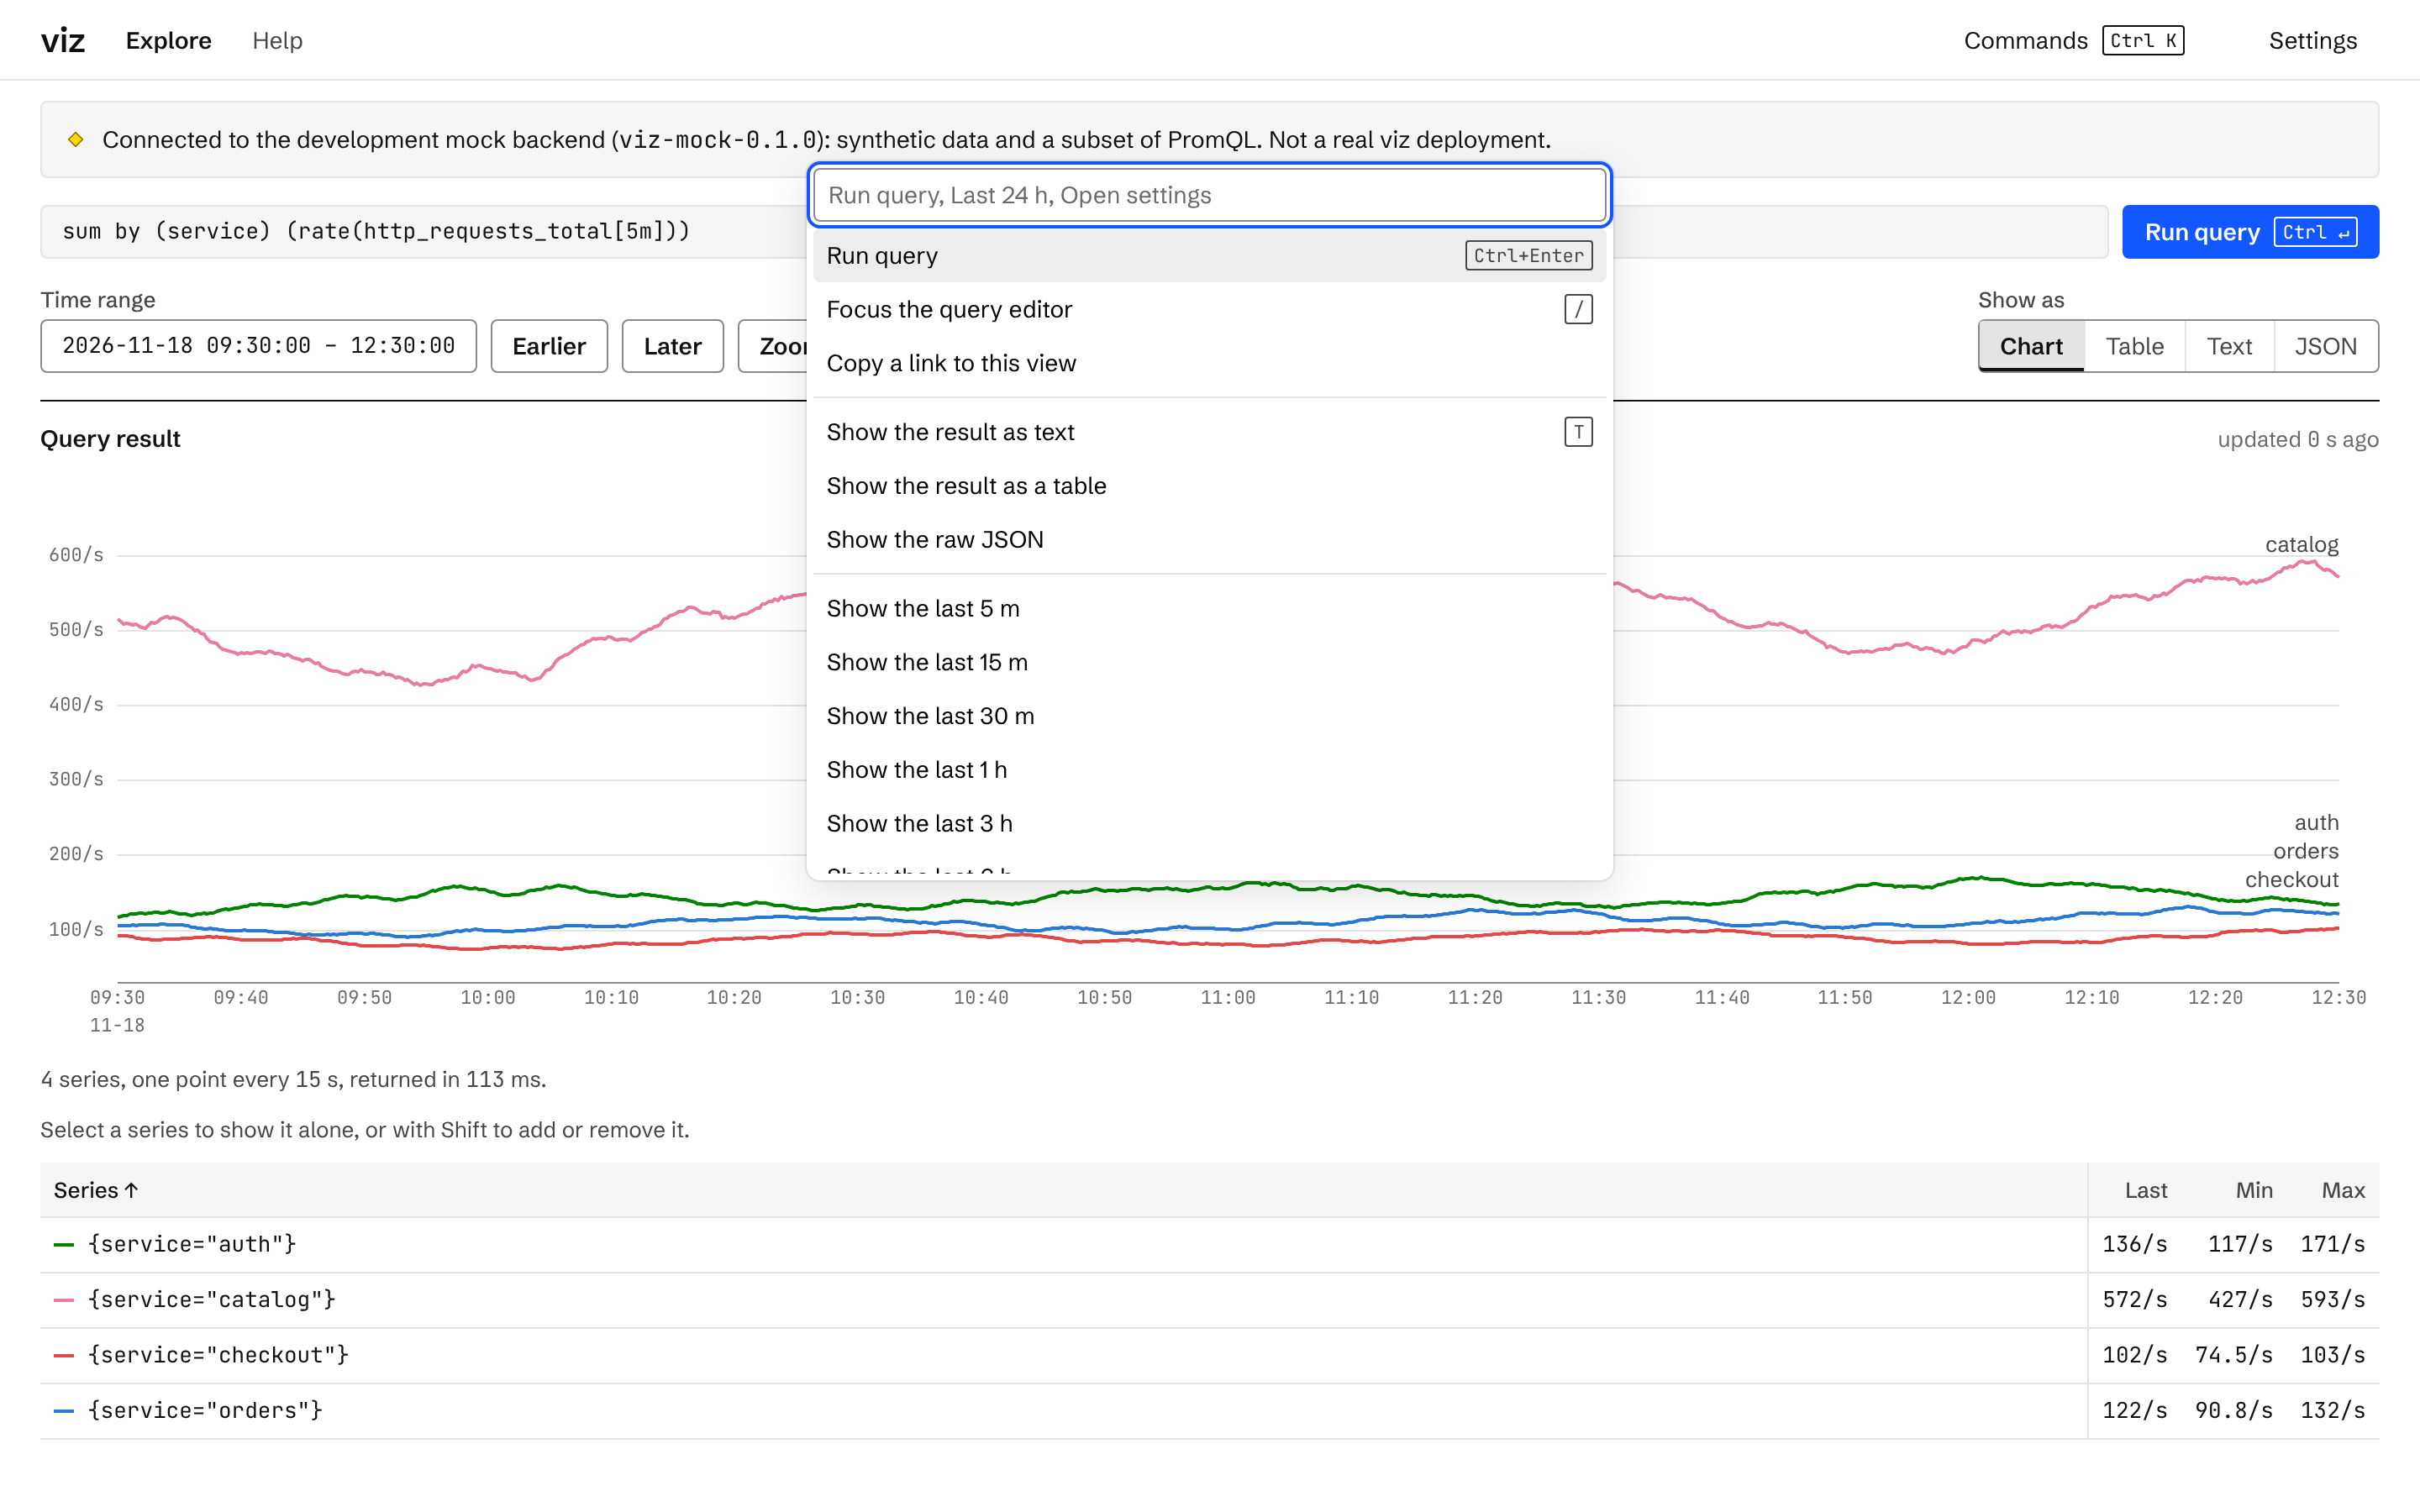 viz Explore Help Commands Ctrl K Settings
Connected to the development mock backend (viz-mock-0.1.0): synthetic data and a subset of PromQL. Not a real viz deployment.
Run query, Last 24 h, Open settings
sum by (service) (rate(http_requests_total[5m]))
Run query Ctrl ↵
Run query Ctrl+Enter
Focus the query editor /
Copy a link to this view
Show the result as text T
Show the result as a table
Show the raw JSON
Show the last 5 m
Show the last 15 m
Show the last 30 m
Show the last 1 h
Show the last 3 h
Time range
2026-11-18 09:30:00 – 12:30:00 Earlier Later
Show as
Chart Table Text JSON
Query result updated 0 s ago
600/s
500/s
400/s
300/s
200/s
100/s
catalog
auth
orders
checkout
09:30 09:40 09:50 10:00 10:10 10:20 10:30 10:40 10:50 11:00 11:10 11:20 11:30 11:40 11:50 12:00 12:10 12:20 12:30
11-18
4 series, one point every 15 s, returned in 113 ms.
Select a series to show it alone, or with Shift to add or remove it.
Series ↑ Last Min Max
{service="auth"} 136/s 117/s 171/s
{service="catalog"} 572/s 427/s 593/s
{service="checkout"} 102/s 74.5/s 103/s
{service="orders"} 122/s 90.8/s 132/s